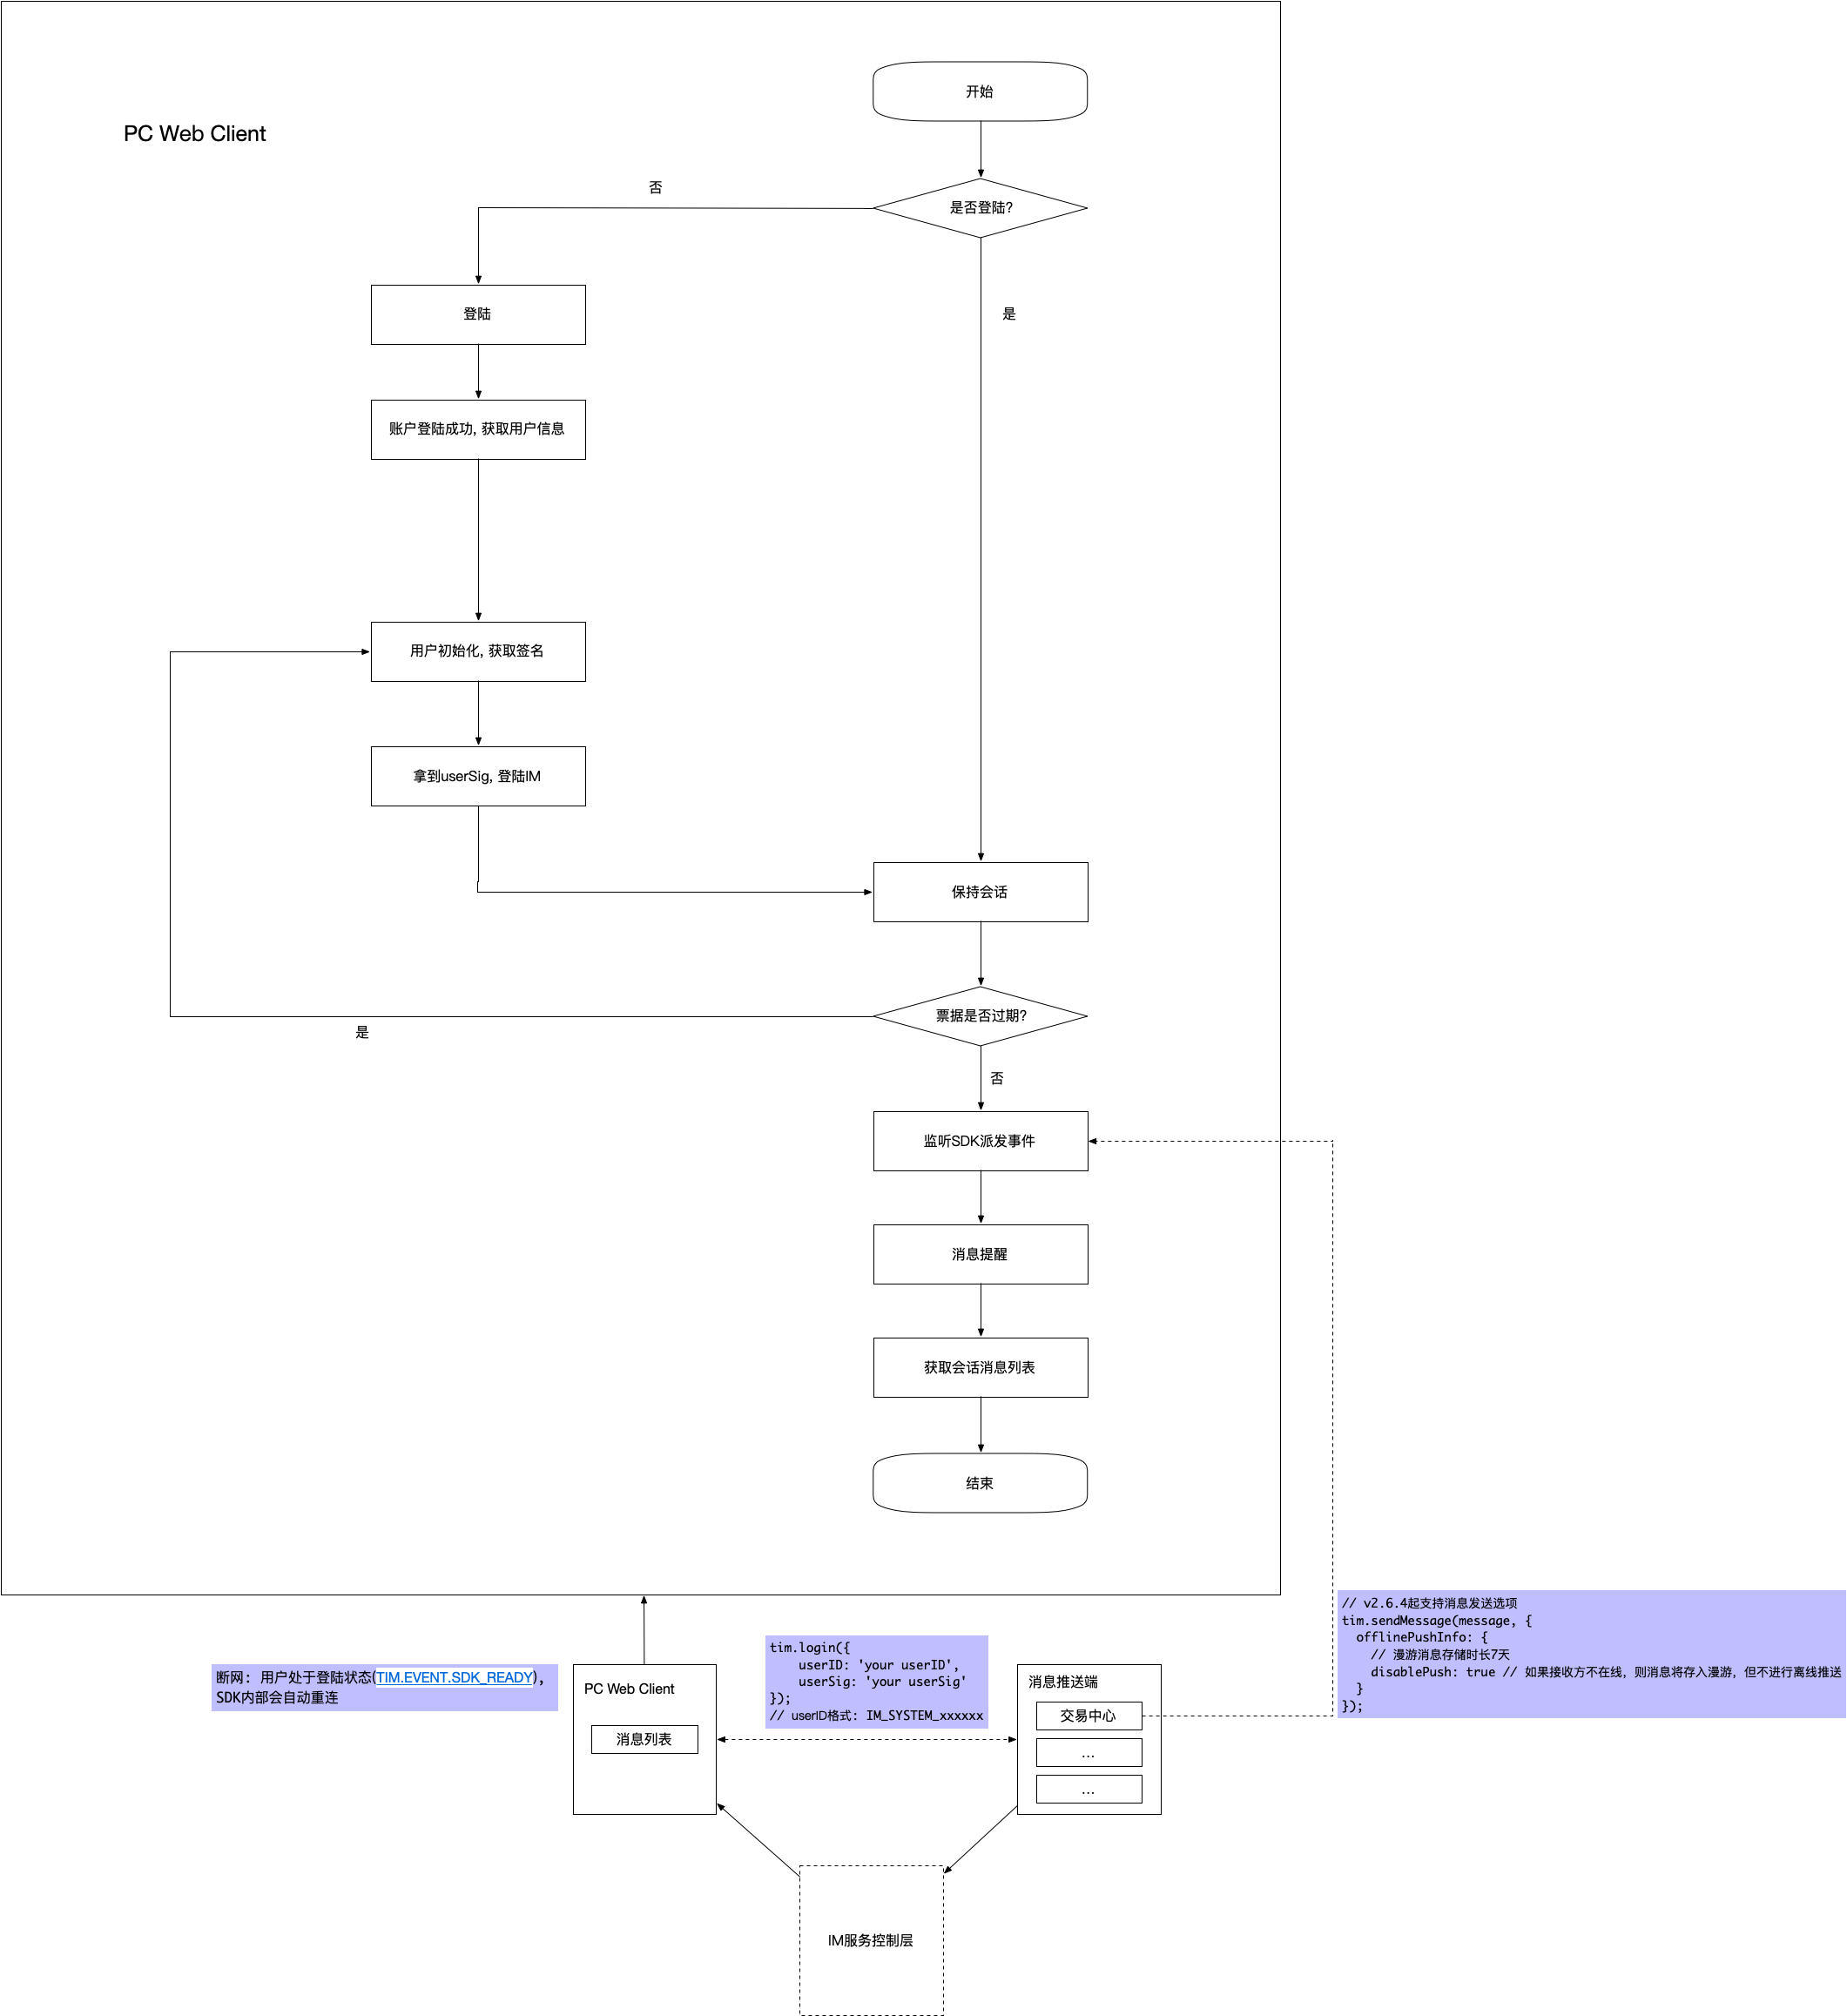 开始
PC Web Client
否
是否登陆?
登陆
是
账户登陆成功, 获取用户信息
用户初始化, 获取签名
拿到userSig, 登陆IM
保持会话
票据是否过期?
是
否
监听SDK派发事件
消息提醒
获取会话消息列表
结束
// v2.6.4起支持消息发送选项
tim.sendMessage(message, {
offlinePushInfo: {
// 漫游消息存储时长7天
disablePush: true // 如果接收方不在线，则消息将存入漫游，但不进行离线推送
}
});
tim.login({
userID: 'your userID',
userSig: 'your userSig'
});
// userID格式: IM_SYSTEM_xxxxxx
断网: 用户处于登陆状态(TIM.EVENT.SDK_READY),
SDK内部会自动重连
PC Web Client
消息列表
消息推送端
交易中心
...
...
IM服务控制层